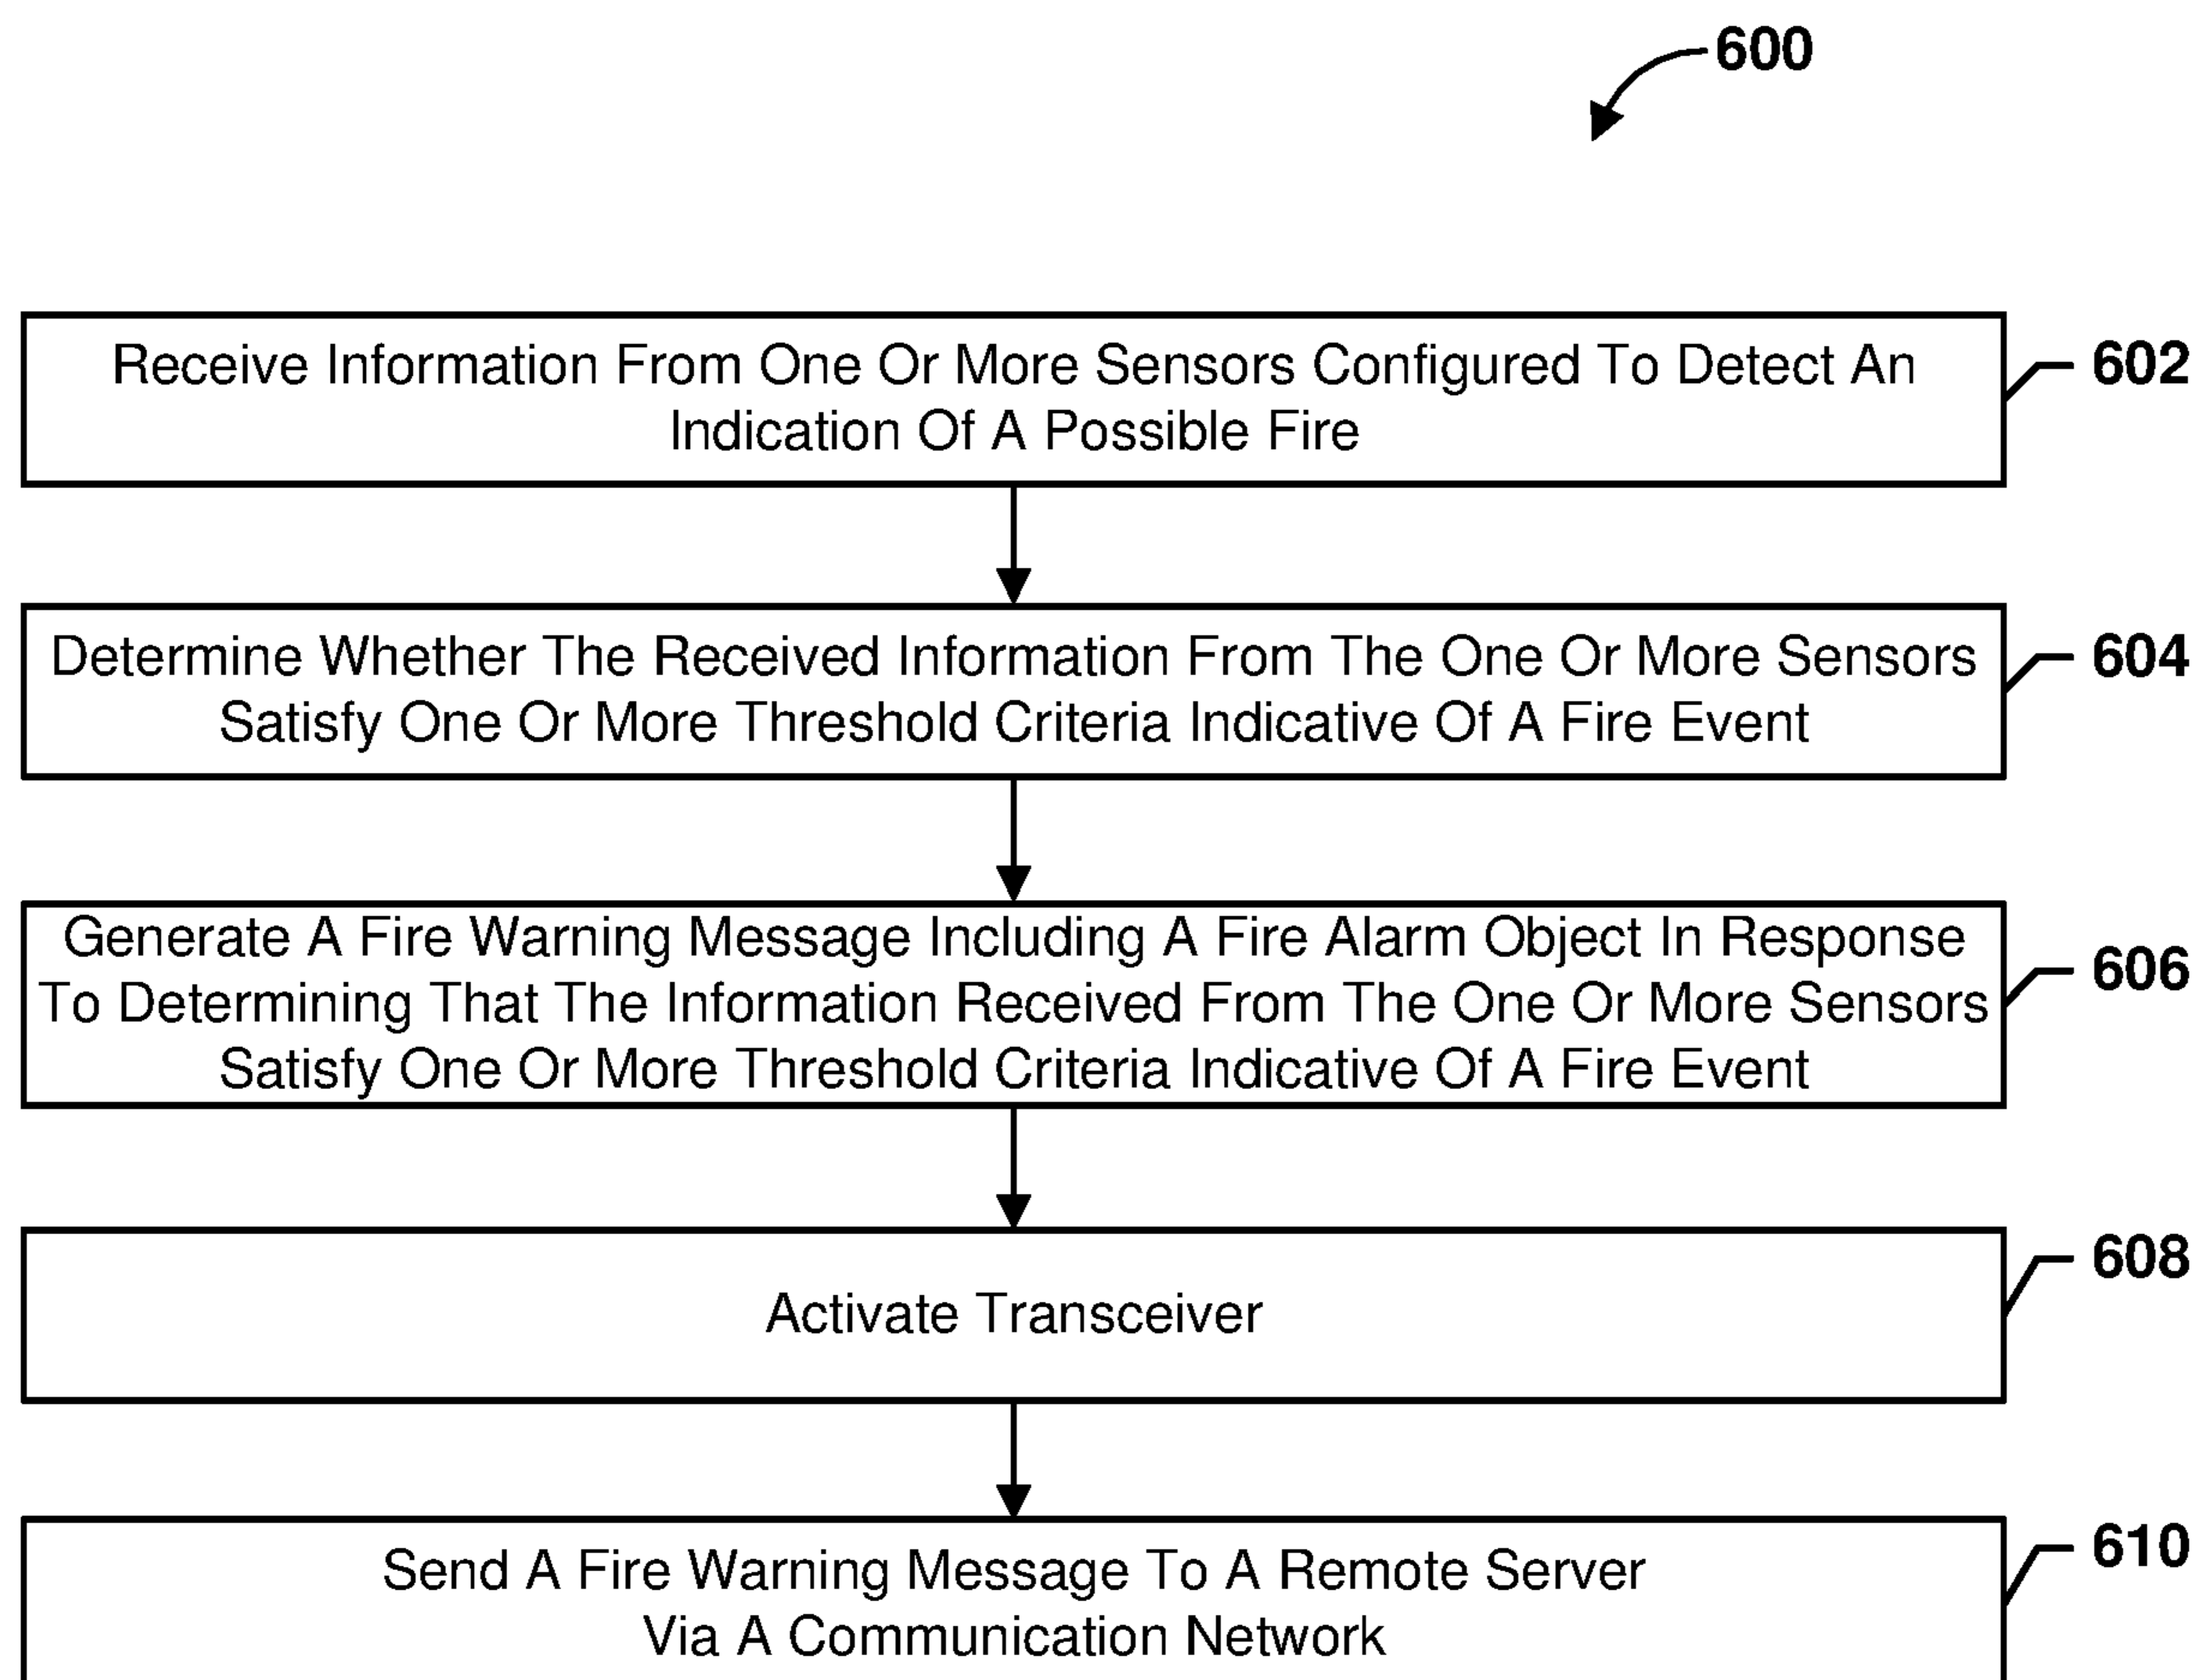 600
Receive Information From One Or More Sensors Configured To Detect An
Indication Of A Possible Fire
602
Determine Whether The Received Information From The One Or More Sensors
Satisfy One Or More Threshold Criteria Indicative Of A Fire Event
604
Generate A Fire Warning Message Including A Fire Alarm Object In Response
To Determining That The Information Received From The One Or More Sensors
Satisfy One Or More Threshold Criteria Indicative Of A Fire Event
606
Activate Transceiver
608
Send A Fire Warning Message To A Remote Server
Via A Communication Network
610